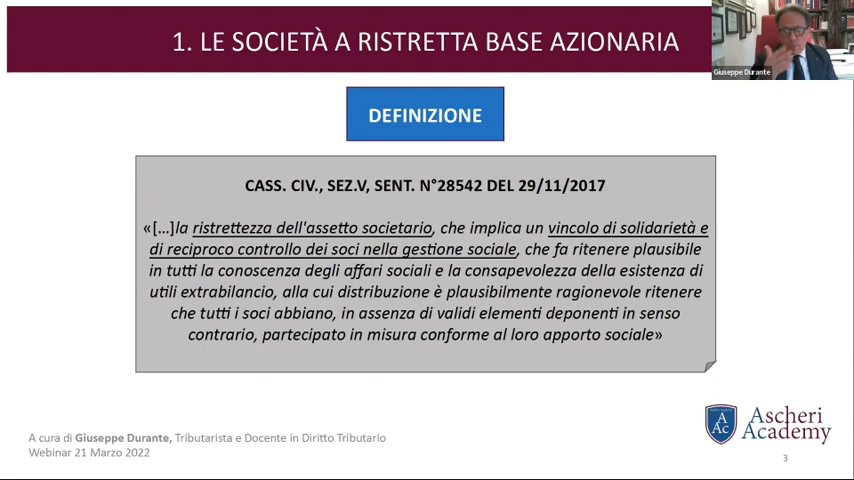 1. LE SOCIETÀ A RISTRETTA BASE AZIONARIA
Giuseppe Durante
DEFINIZIONE
CASS. CIV., SEZ.V, SENT. N°28542 DEL 29/11/2017
«[...]la ristrettezza dell'assetto societario, che implica un vincolo di solidarietà e
di reciproco controllo dei soci nella gestione sociale, che fa ritenere plausibile
in tutti la conoscenza degli affari sociali e la consapevolezza della esistenza di
utili extrabilancio, alla cui distribuzione è plausibilmente ragionevole ritenere
che tutti i soci abbiano, in assenza di validi elementi deponenti in senso
contrario, partecipato in misura conforme al loro apporto sociale»
A cura di Giuseppe Durante, Tributarista e Docente in Diritto Tributario
Webinar 21 Marzo 2022
A
Ac
Ascheri
Academy
3